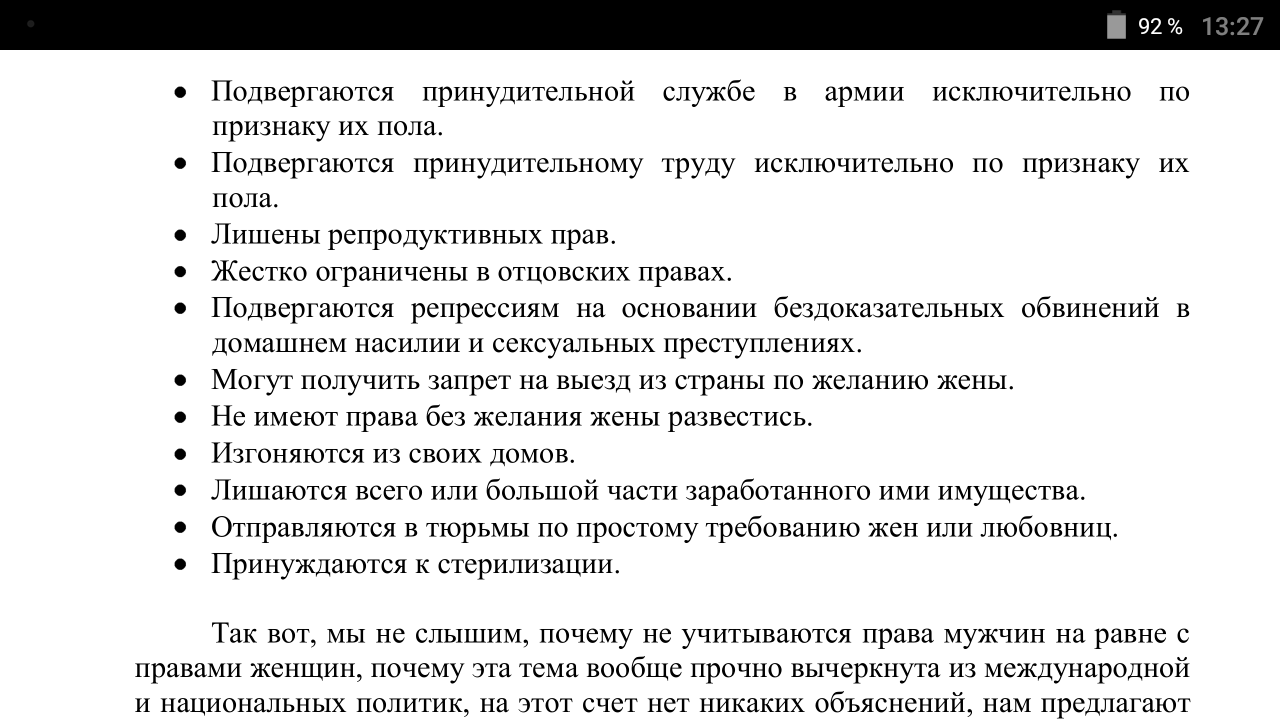 92 % 13:27
• Подвергаются принудительной службе в армии исключительно по
признаку их пола.
• Подвергаются принудительному труду исключительно по признаку их
пола.
• Лишены репродуктивных прав.
• Жестко ограничены в отцовских правах.
• Подвергаются репрессиям на основании бездоказательных обвинений в
домашнем насилии и сексуальных преступлениях.
• Могут получить запрет на выезд из страны по желанию жены.
• Не имеют права без желания жены развестись.
• Изгоняются из своих домов.
• Лишаются всего или большой части заработанного ими имущества.
• Отправляются в тюрьмы по простому требованию жен или любовниц.
• Принуждаются к стерилизации.
Так вот, мы не слышим, почему не учитываются права мужчин на равне с
правами женщин, почему эта тема вообще прочно вычеркнута из международной
и национальных политик, на этот счет нет никаких объяснений, нам предлагают